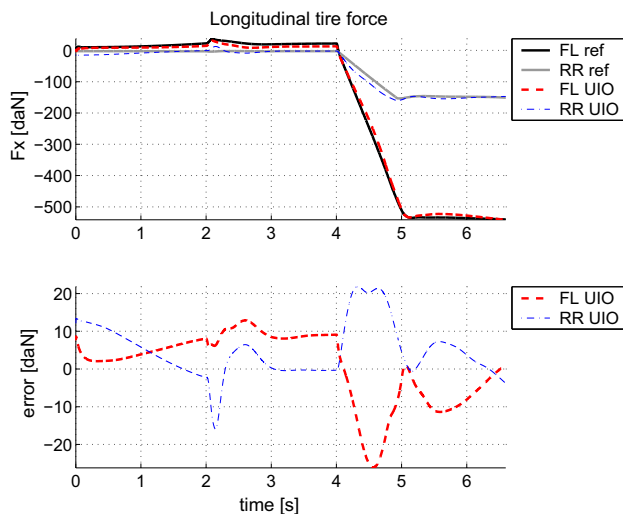 Longitudinal tire force
Fx [daN]
0
−100
−200
−300
−400
−500
0 1 2 3 4 5 6
FL ref
RR ref
FL UIO
RR UIO
error [daN]
20
10
0
−10
−20
0 1 2 3 4 5 6
time [s]
FL UIO
RR UIO